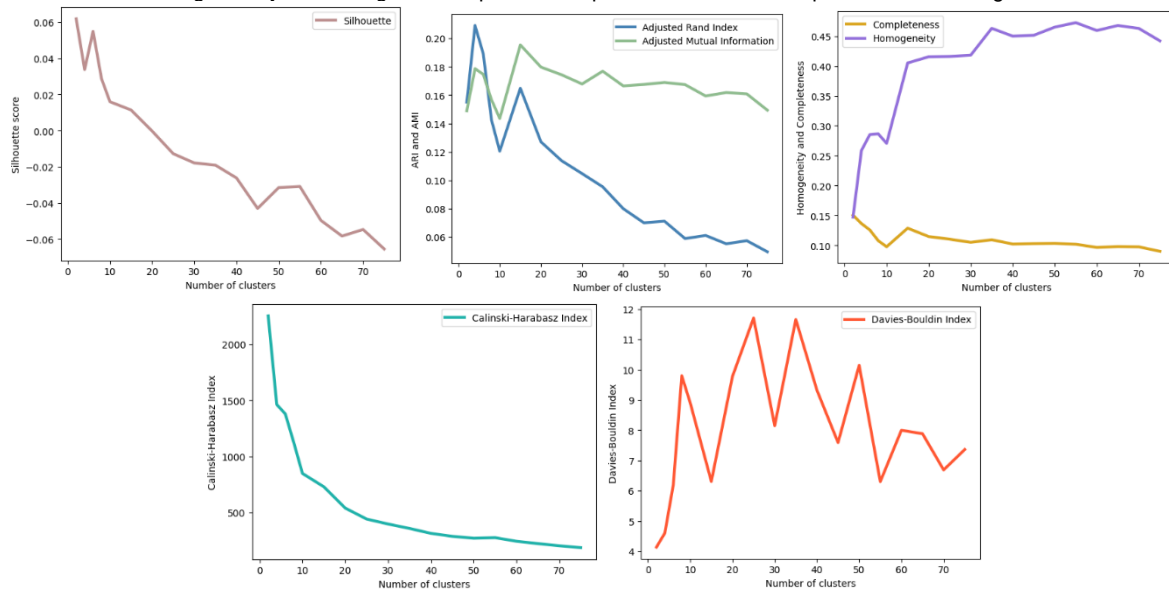 Silhouette
Silhouette score
0.06
0.04
0.02
0.00
−0.02
−0.04
−0.06
0 10 20 30 40 50 60 70
Number of clusters
Adjusted Rand Index
Adjusted Mutual Information
ARI and AMI
0.20
0.18
0.16
0.14
0.12
0.10
0.08
0.06
0 10 20 30 40 50 60 70
Number of clusters
Completeness
Homogeneity
Homogeneity and Completeness
0.45
0.40
0.35
0.30
0.25
0.20
0.15
0.10
0 10 20 30 40 50 60 70
Number of clusters
Calinski-Harabasz Index
Calinski-Harabasz Index
2000
1500
1000
500
0 10 20 30 40 50 60 70
Number of clusters
Davies-Bouldin Index
Davies-Bouldin Index
12
11
10
9
8
7
6
5
4
0 10 20 30 40 50 60 70
Number of clusters